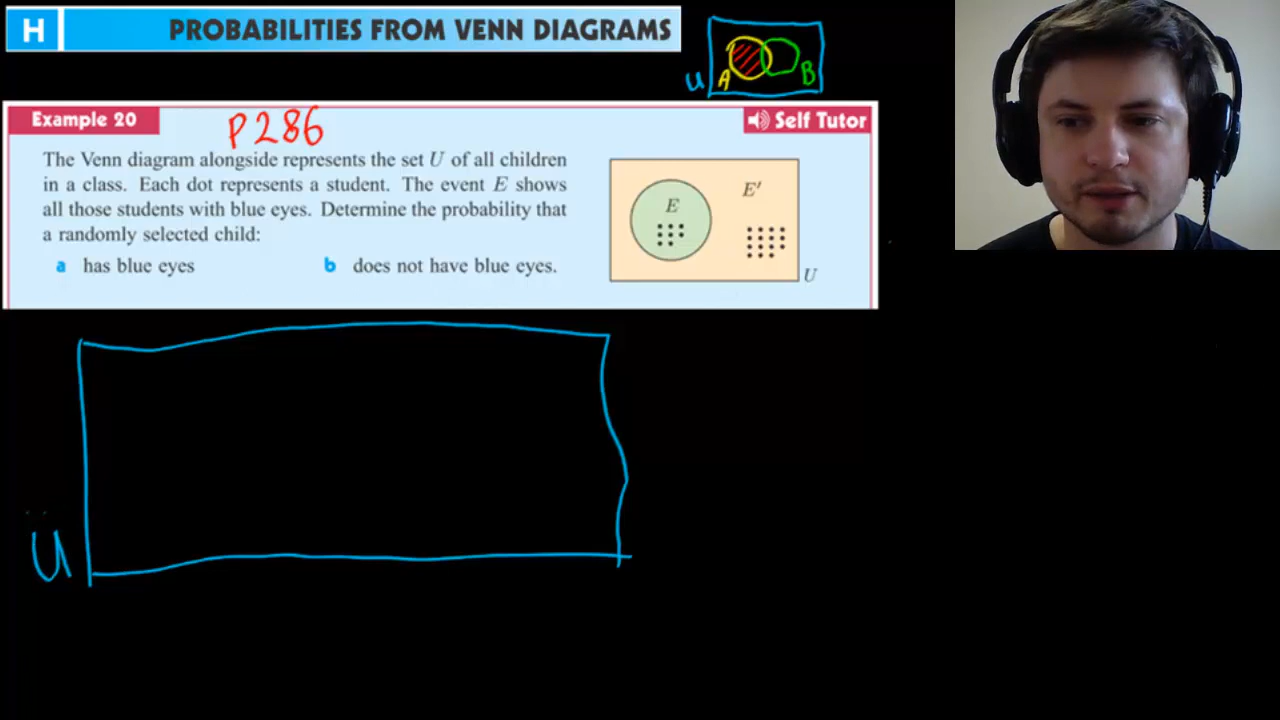 H PROBABILITIES FROM VENN DIAGRAMS
U A B
Example 20 P286 Self Tutor
The Venn diagram alongside represents the set U of all children
in a class. Each dot represents a student. The event E shows
all those students with blue eyes. Determine the probability that
a randomly selected child:
a has blue eyes b does not have blue eyes.
E E′
U
U